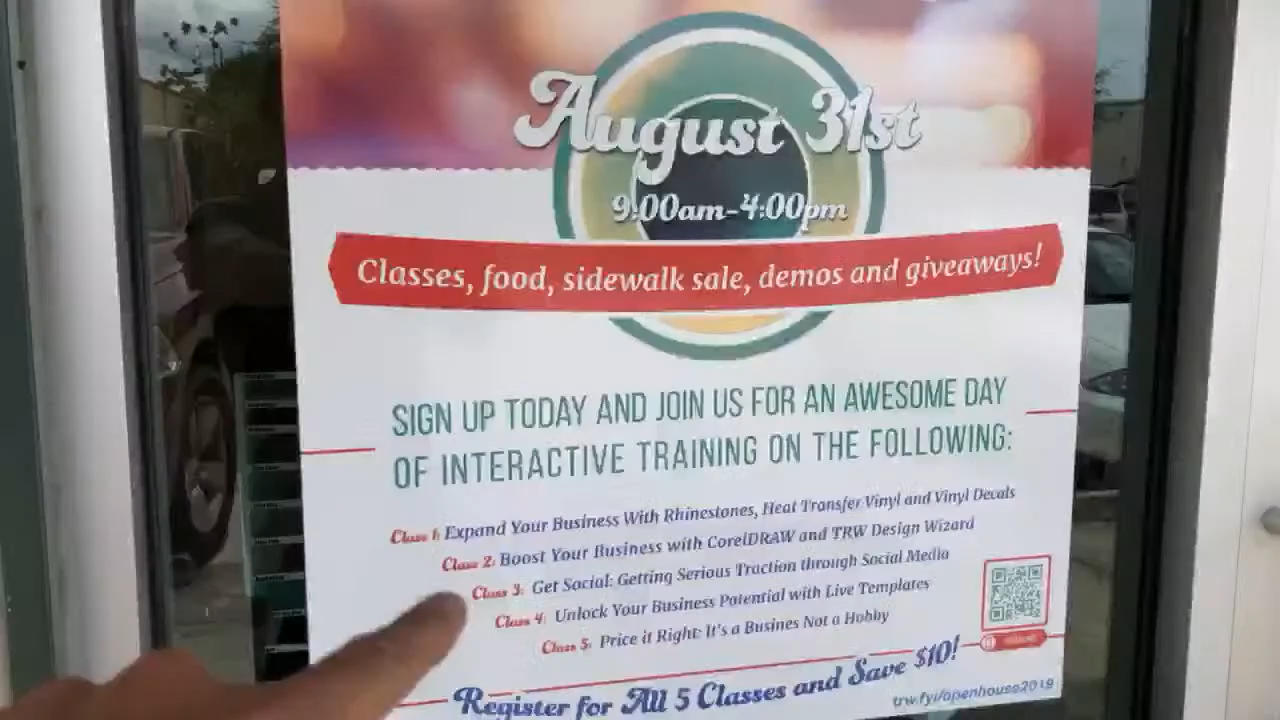 August 31st
9:00am-4:00pm
Classes, food, sidewalk sale, demos and giveaways!
SIGN UP TODAY AND JOIN US FOR AN AWESOME DAY
OF INTERACTIVE TRAINING ON THE FOLLOWING:
Class 1: Expand Your Business With Rhinestones, Heat Transfer Vinyl and Vinyl Decals
Class 2: Boost Your Business with CorelDRAW and TRW Design Wizard
Class 3: Get Social: Getting Serious Traction through Social Media
Class 4: Unlock Your Business Potential with Live Templates
Class 5: Price it Right: It's a Busines Not a Hobby
Register for All 5 Classes and Save $10!
trw.fyi/openhouse2019